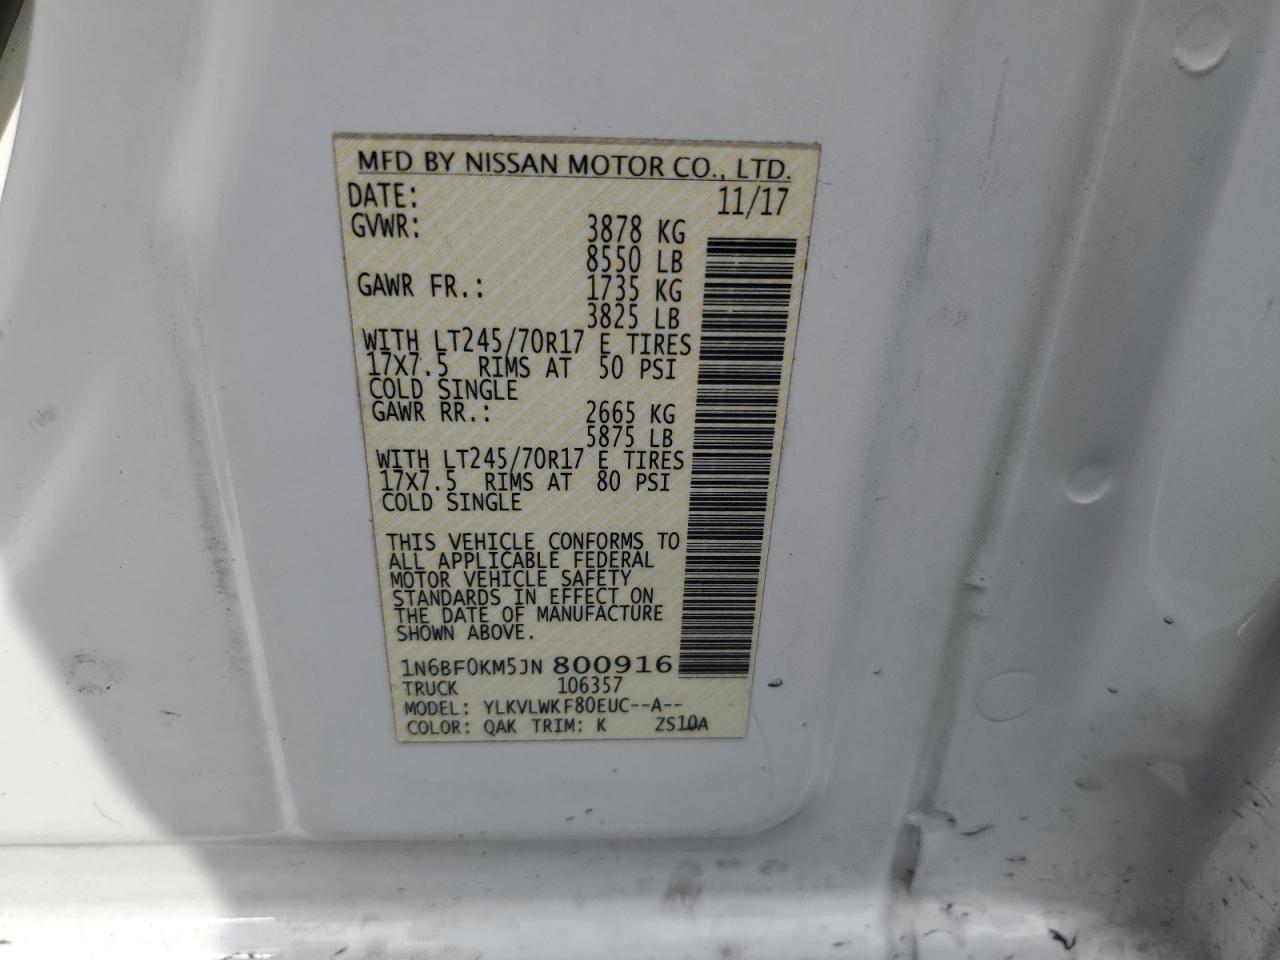 MFD BY NISSAN MOTOR CO., LTD.
DATE: 11/17
GVWR: 3878 KG
8550 LB
GAWR FR.: 1735 KG
3825 LB
WITH LT245/70R17 E TIRES
17X7.5 RIMS AT 50 PSI
COLD SINGLE
GAWR RR.: 2665 KG
5875 LB
WITH LT245/70R17 E TIRES
17X7.5 RIMS AT 80 PSI
COLD SINGLE
THIS VEHICLE CONFORMS TO
ALL APPLICABLE FEDERAL
MOTOR VEHICLE SAFETY
STANDARDS IN EFFECT ON
THE DATE OF MANUFACTURE
SHOWN ABOVE.
1N6BF0KM5JN 800916
TRUCK 106357
MODEL: YLKVLWKF80EUC--A--
COLOR: QAK TRIM: K ZS10A